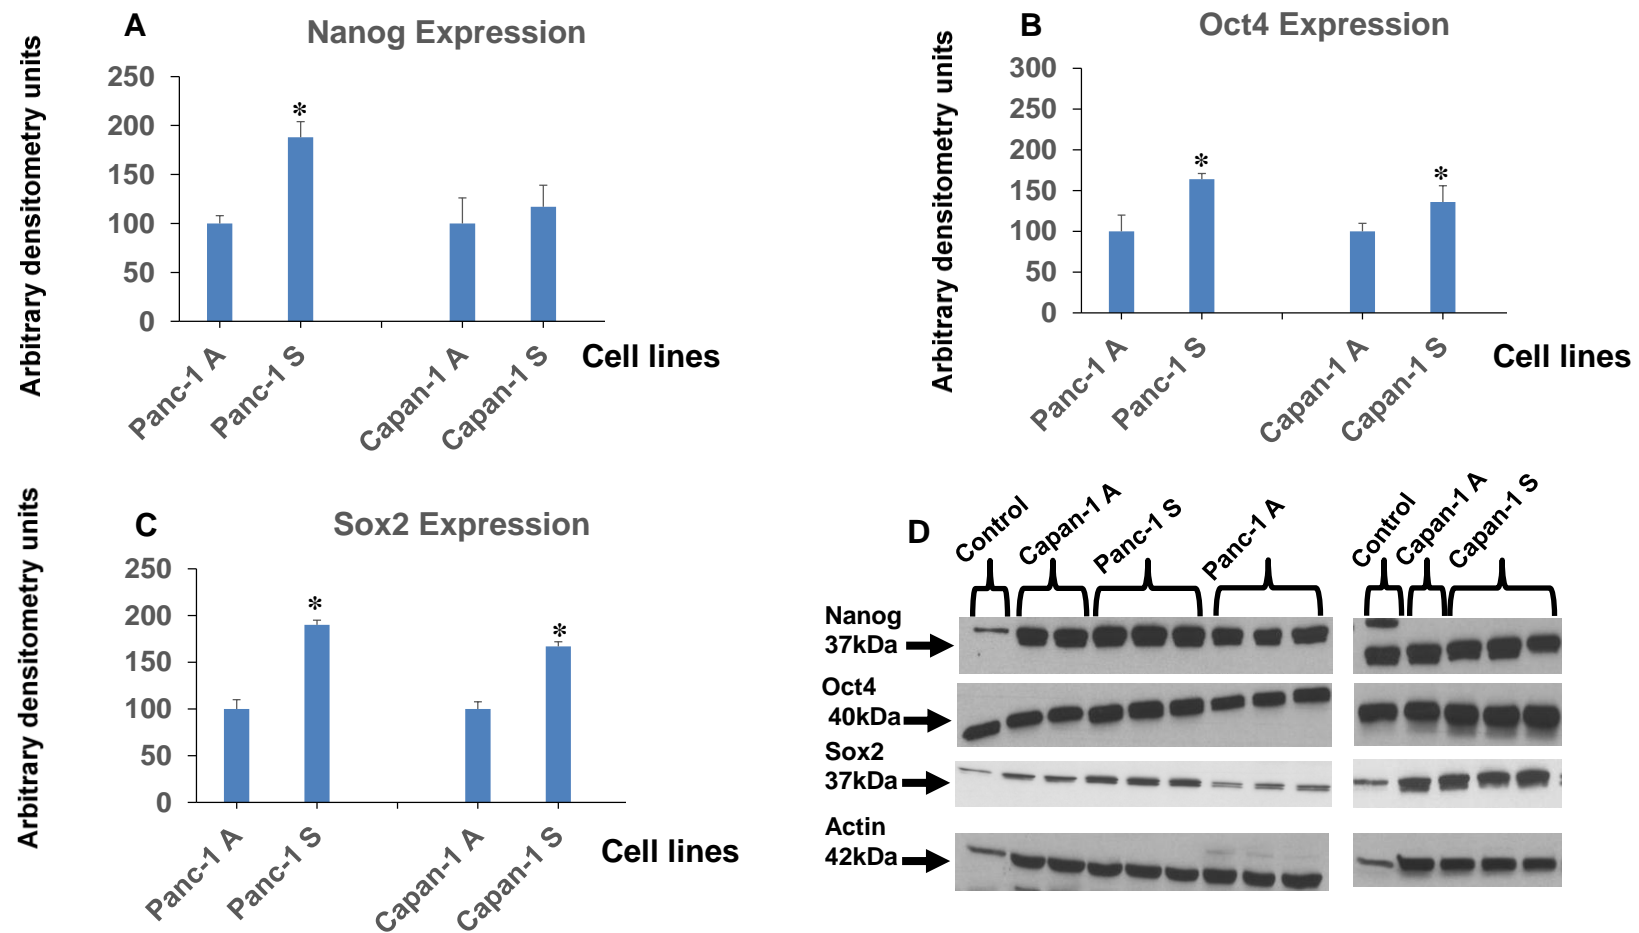 A
Nanog Expression
Arbitrary densitometry units
250
200
150
100
50
0
*
Panc-1 A
Panc-1 S
Capan-1 A
Capan-1 S
Cell lines
B
Oct4 Expression
Arbitrary densitometry units
300
250
200
150
100
50
0
*
*
Panc-1 A
Panc-1 S
Capan-1 A
Capan-1 S
Cell lines
C
Sox2 Expression
Arbitrary densitometry units
250
200
150
100
50
0
*
*
Panc-1 A
Panc-1 S
Capan-1 A
Capan-1 S
Cell lines
D
Control
Capan-1 A
Panc-1 S
Panc-1 A
Control
Capan-1 A
Capan-1 S
Nanog
37kDa
Oct4
40kDa
Sox2
37kDa
Actin
42kDa